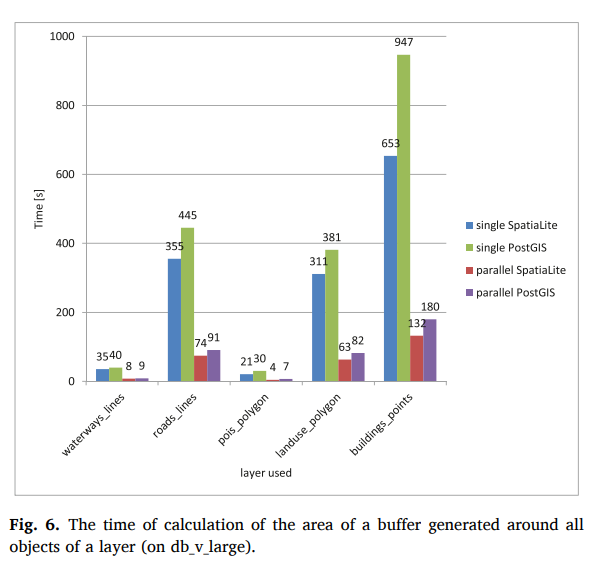 1000
800
600
400
200
0
Time [s]
35
40
8
9
355
445
74
91
21
30
4
7
311
381
63
82
653
947
132
180
waterways_lines
roads_lines
pois_polygon
landuse_polygon
buildings_points
layer used
single SpatiaLite
single PostGIS
parallel SpatiaLite
parallel PostGIS
Fig. 6. The time of calculation of the area of a buffer generated around all
objects of a layer (on db_v_large).